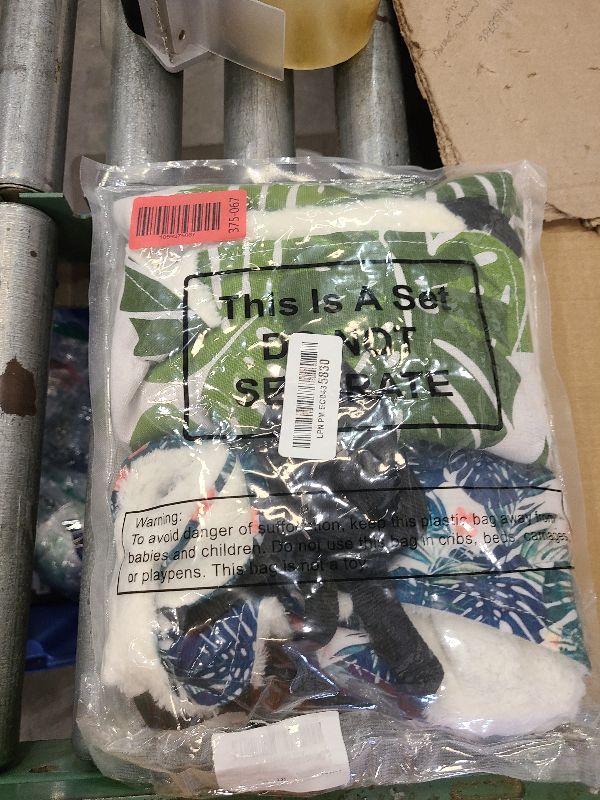 375-067
This Is A Set
DO NOT
SEPARATE
5830
Warning:
To avoid danger of suffocation, keep this plastic bag away from
babies and children. Do not use this bag in cribs, beds, carriages
or playpens. This bag is not a toy.